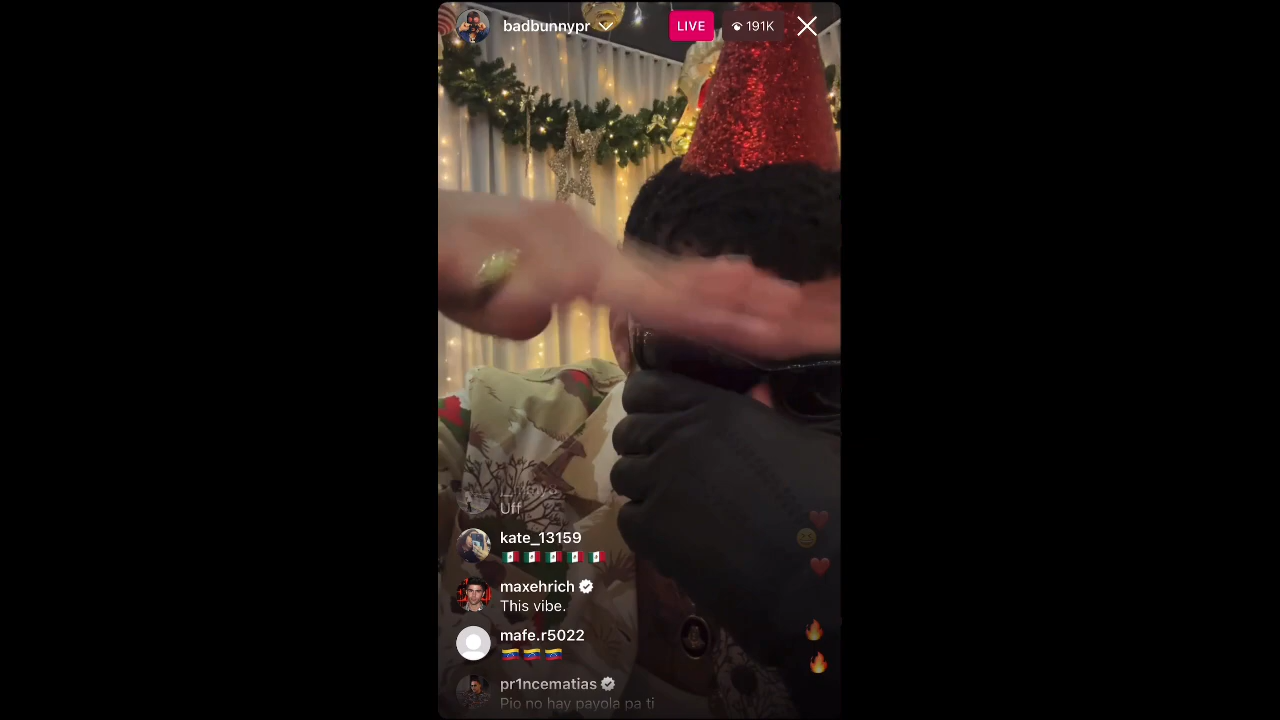 badbunnypr
LIVE
191K
Uff
kate_13159
maxehrich
This vibe.
mafe.r5022
pr1ncematias
Pio no hay payola pa ti